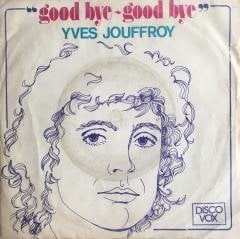 "good bye - good bye"
YVES JOUFFROY
DISCO
VOX